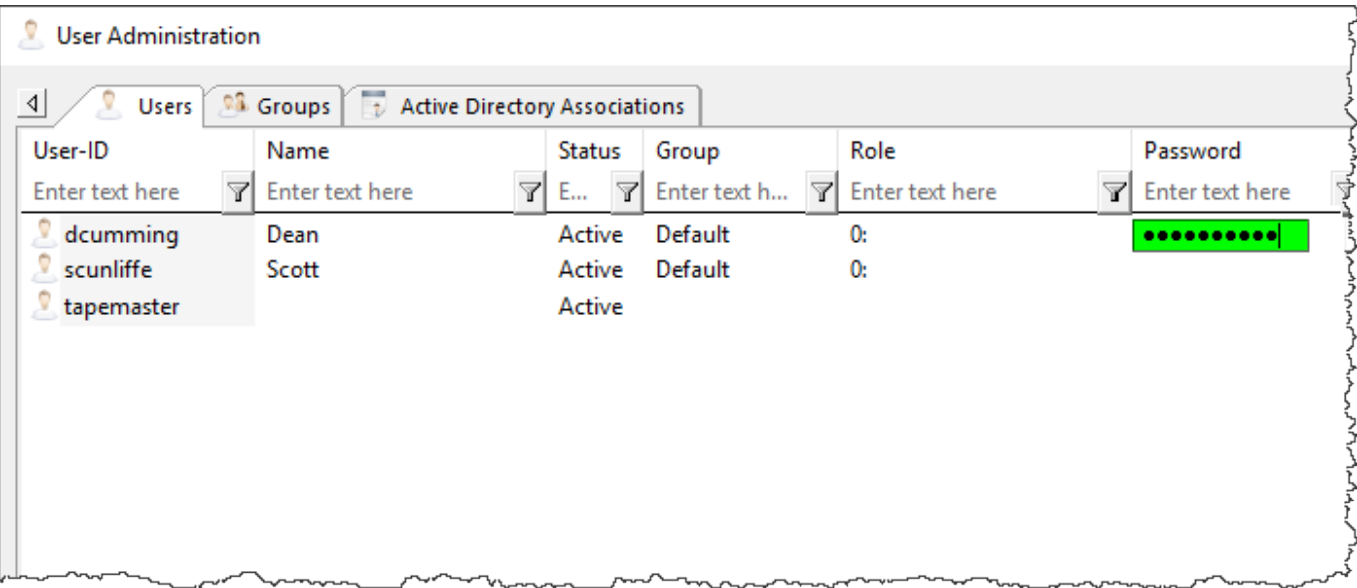 User Administration
Users Groups Active Directory Associations
User-ID Name Status Group Role Password
Enter text here Enter text here E... Enter text h... Enter text here Enter text here
dcumming Dean Active Default 0: ●●●●●●●●●●
scunliffe Scott Active Default 0:
tapemaster Active